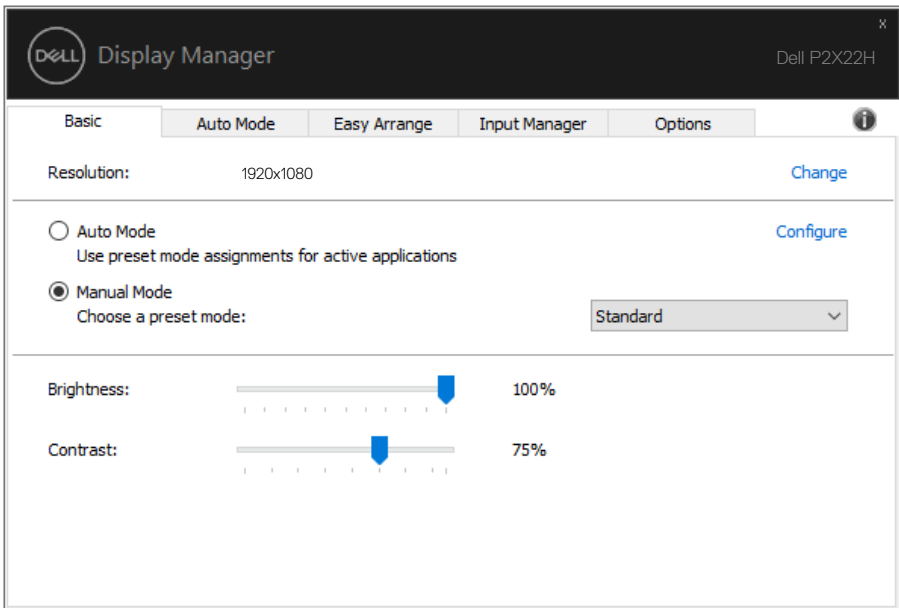 x
DELL Display Manager Dell P2X22H
Basic Auto Mode Easy Arrange Input Manager Options i
Resolution: 1920x1080 Change
Auto Mode Configure
Use preset mode assignments for active applications
Manual Mode
Choose a preset mode: Standard
Brightness: 100%
Contrast: 75%